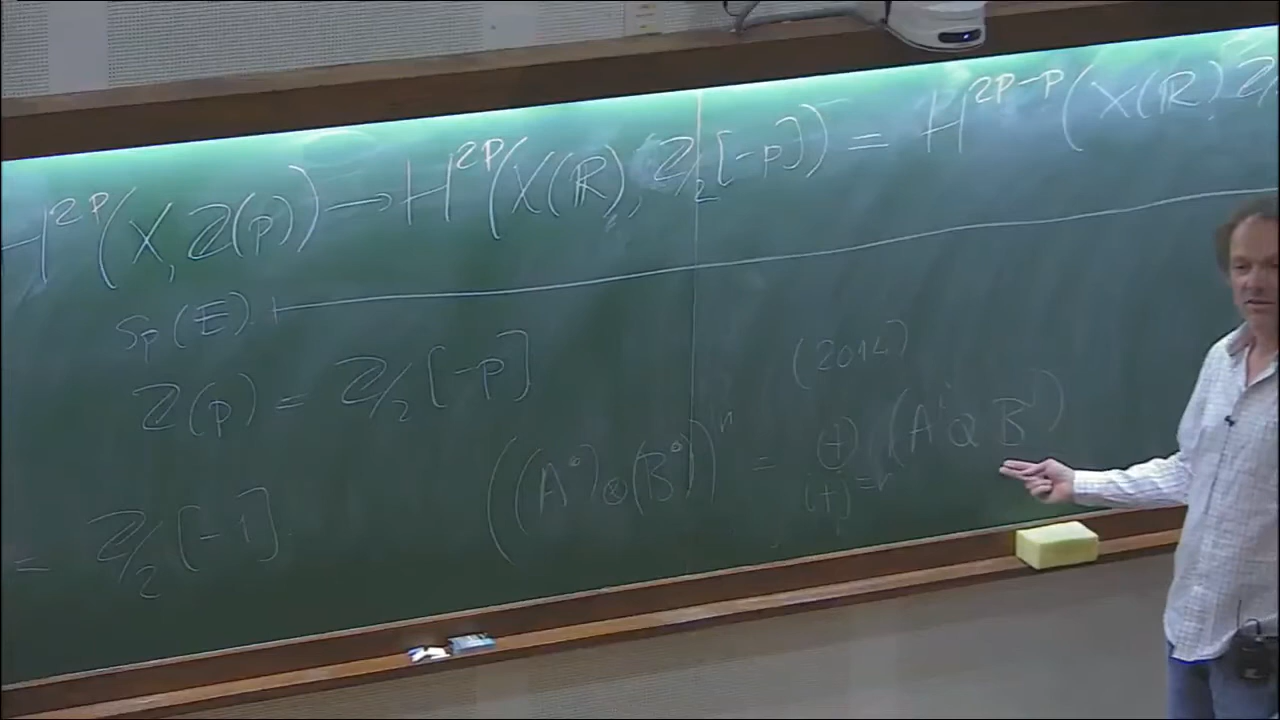 H^{2p}(X, Z(p)) → H^{2p}(X(R), Z/2[-p]) = H^{2p-p}(X(R), Z
Sp(E)
Z(p) = Z/2[-p]
(2014)
((A^•)⊗(B^•))^n = ⊕ (A^i ⊗ B^j)
= Z/2[-1]